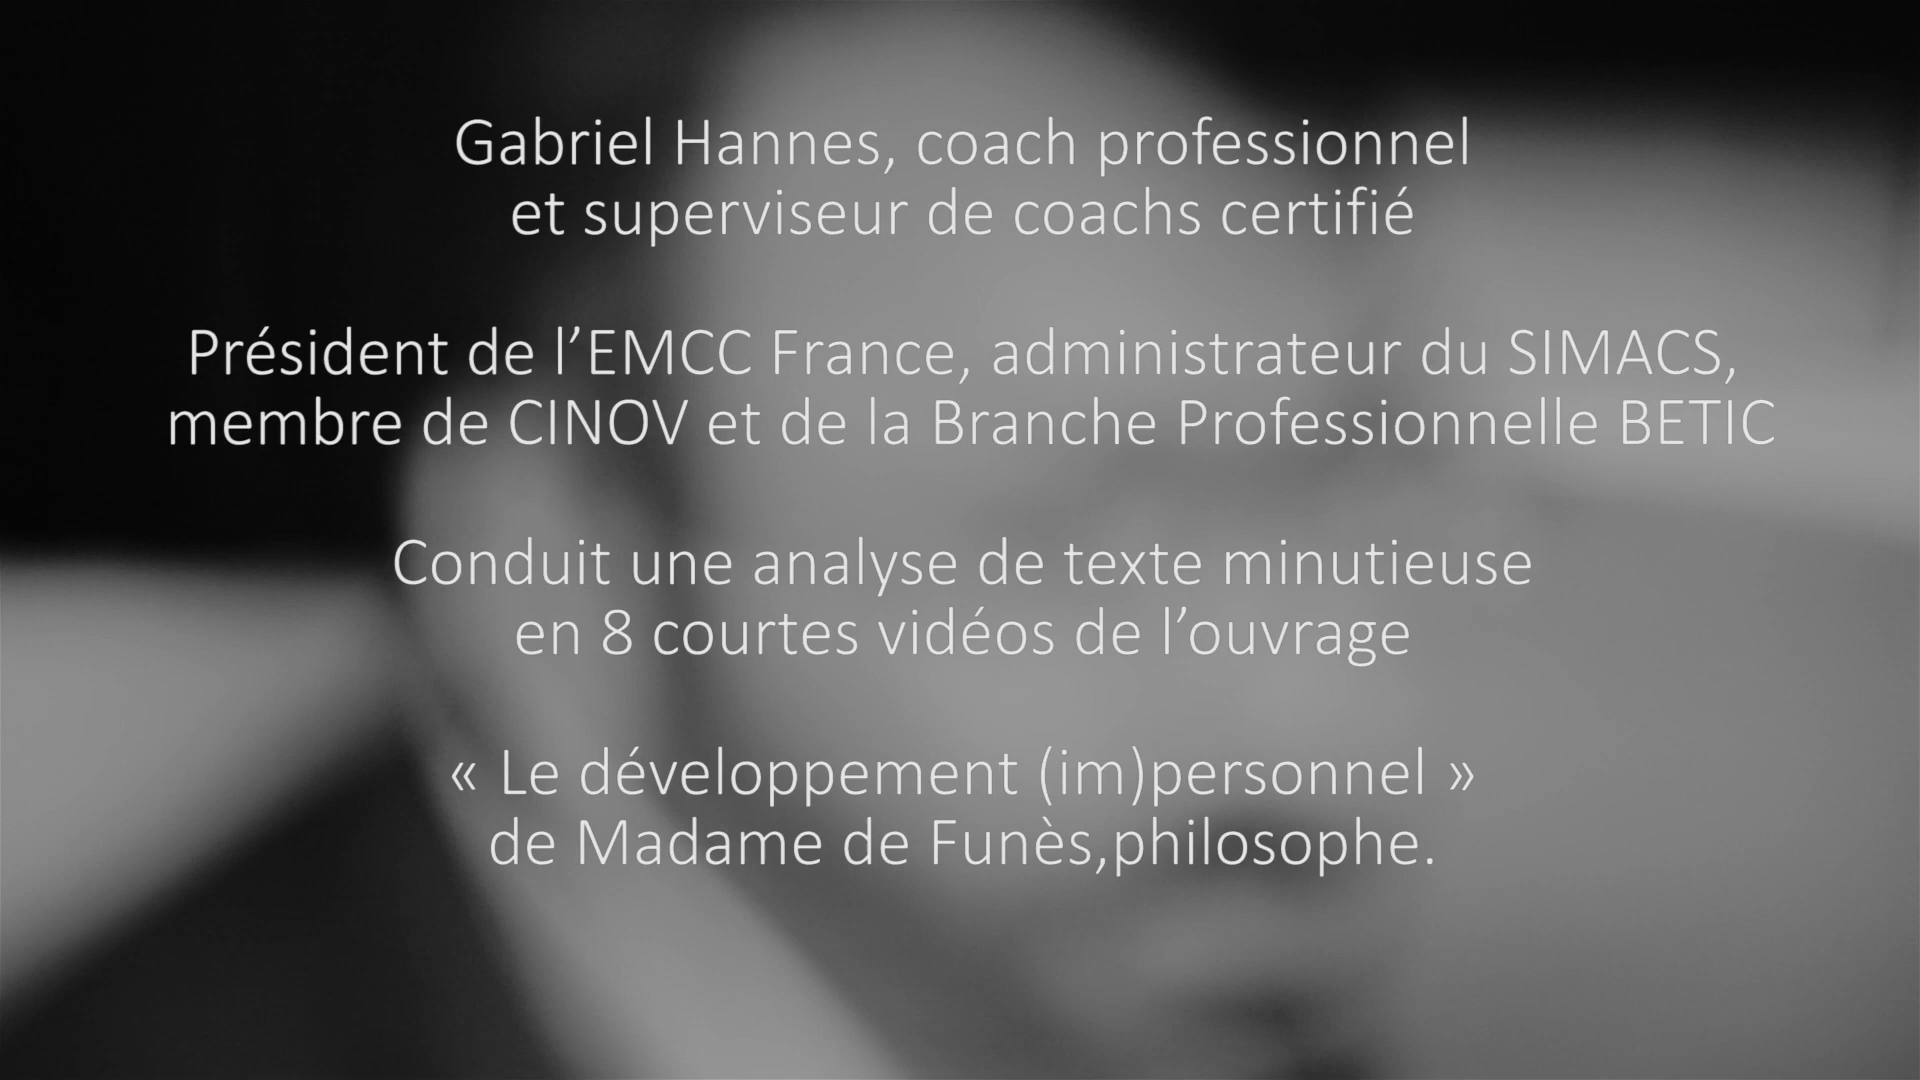 Gabriel Hannes, coach professionnel
et superviseur de coachs certifié
Président de l’EMCC France, administrateur du SIMACS,
membre de CINOV et de la Branche Professionnelle BETIC
Conduit une analyse de texte minutieuse
en 8 courtes vidéos de l’ouvrage
« Le développement (im)personnel »
de Madame de Funès,philosophe.